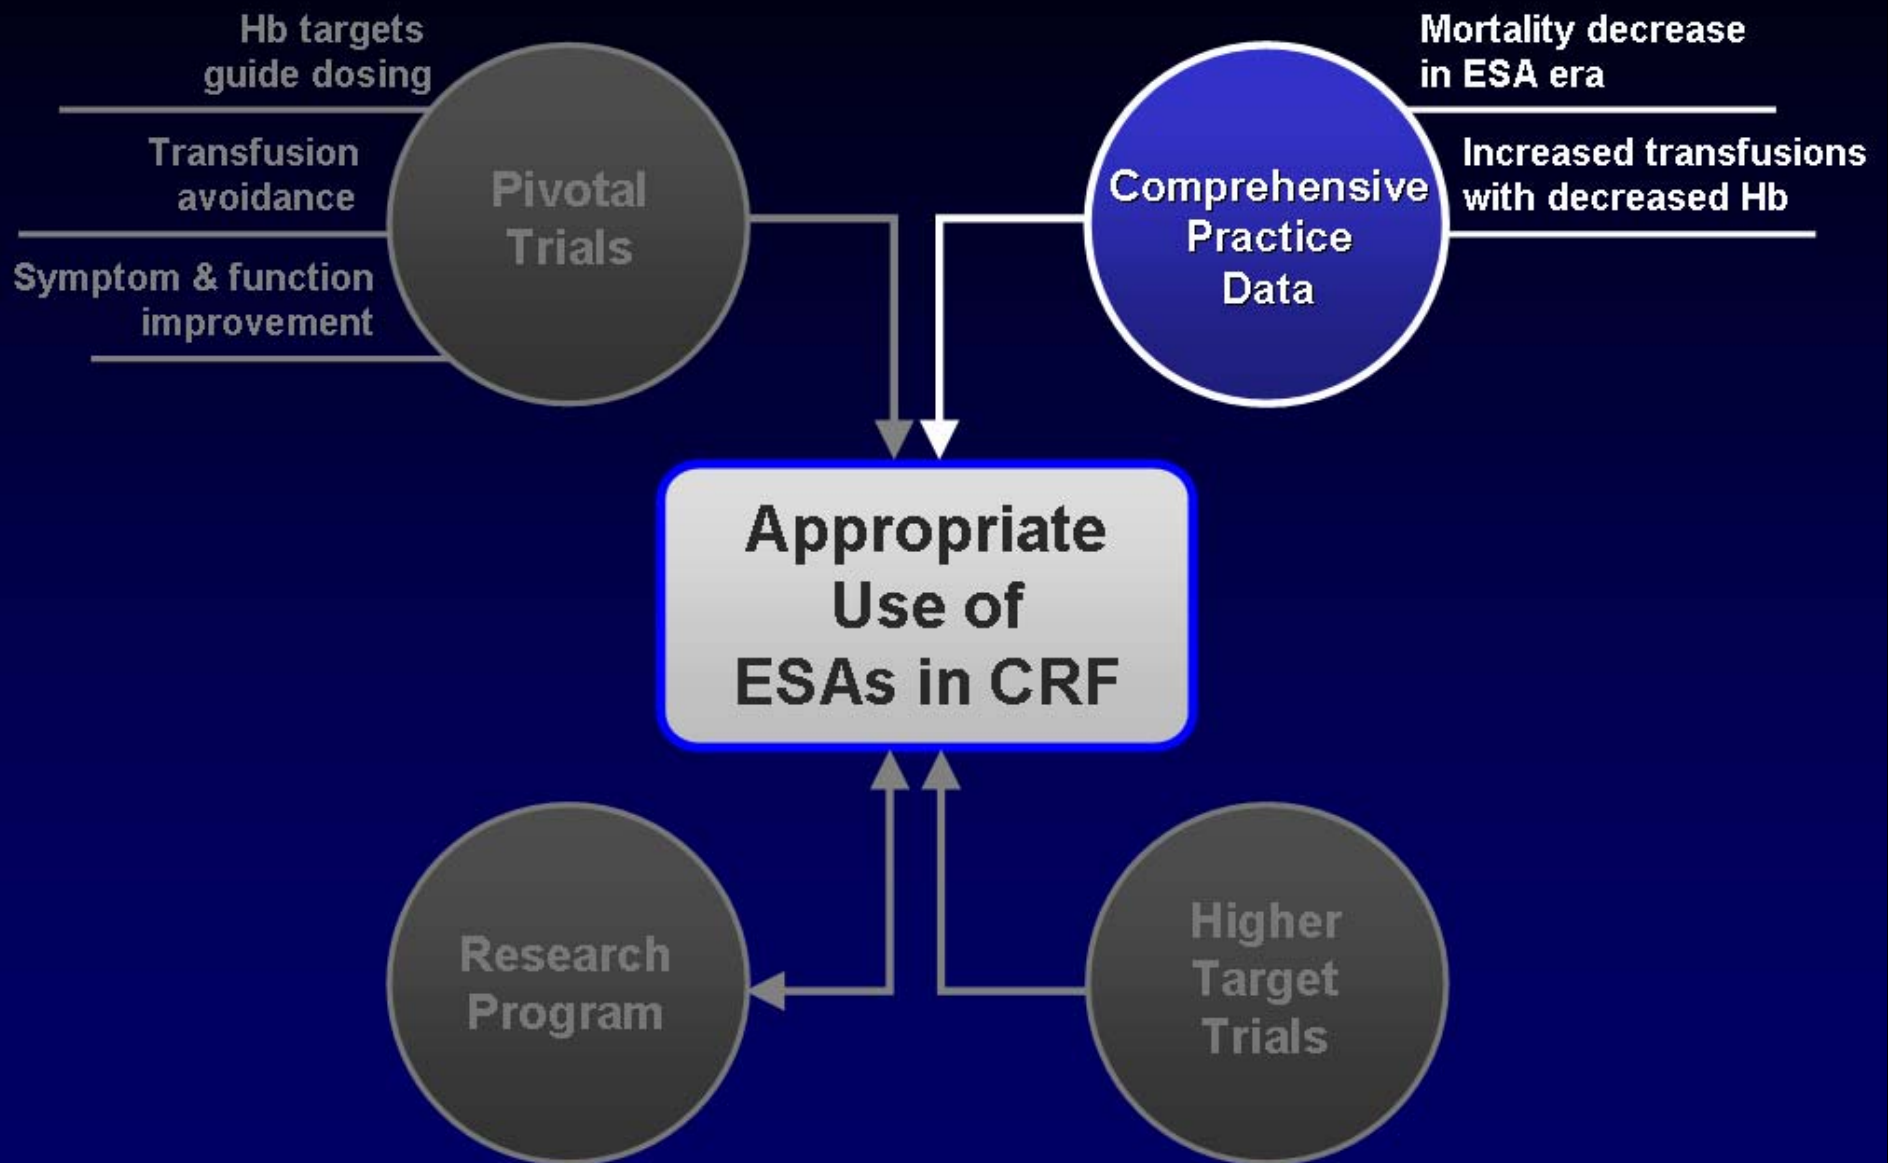 Hb targets
guide dosing
Transfusion
avoidance
Symptom & function
improvement
Pivotal
Trials
Comprehensive
Practice
Data
Mortality decrease
in ESA era
Increased transfusions
with decreased Hb
Appropriate
Use of
ESAs in CRF
Research
Program
Higher
Target
Trials